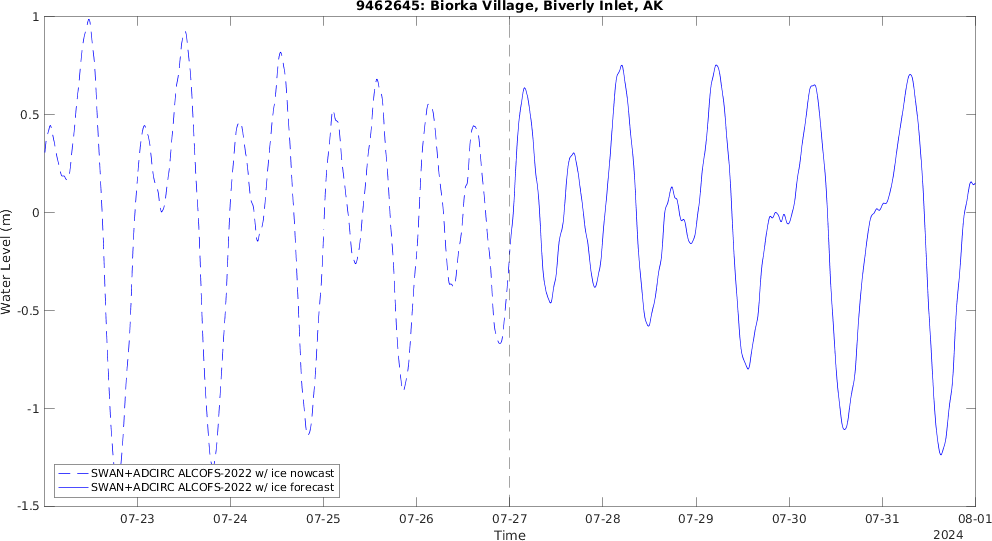 9462645: Biorka Village, Biverly Inlet, AK
Water Level (m)
1
0.5
0
-0.5
-1
-1.5
SWAN+ADCIRC ALCOFS-2022 w/ ice nowcast
SWAN+ADCIRC ALCOFS-2022 w/ ice forecast
07-23 07-24 07-25 07-26 07-27 07-28 07-29 07-30 07-31 08-01
Time
2024